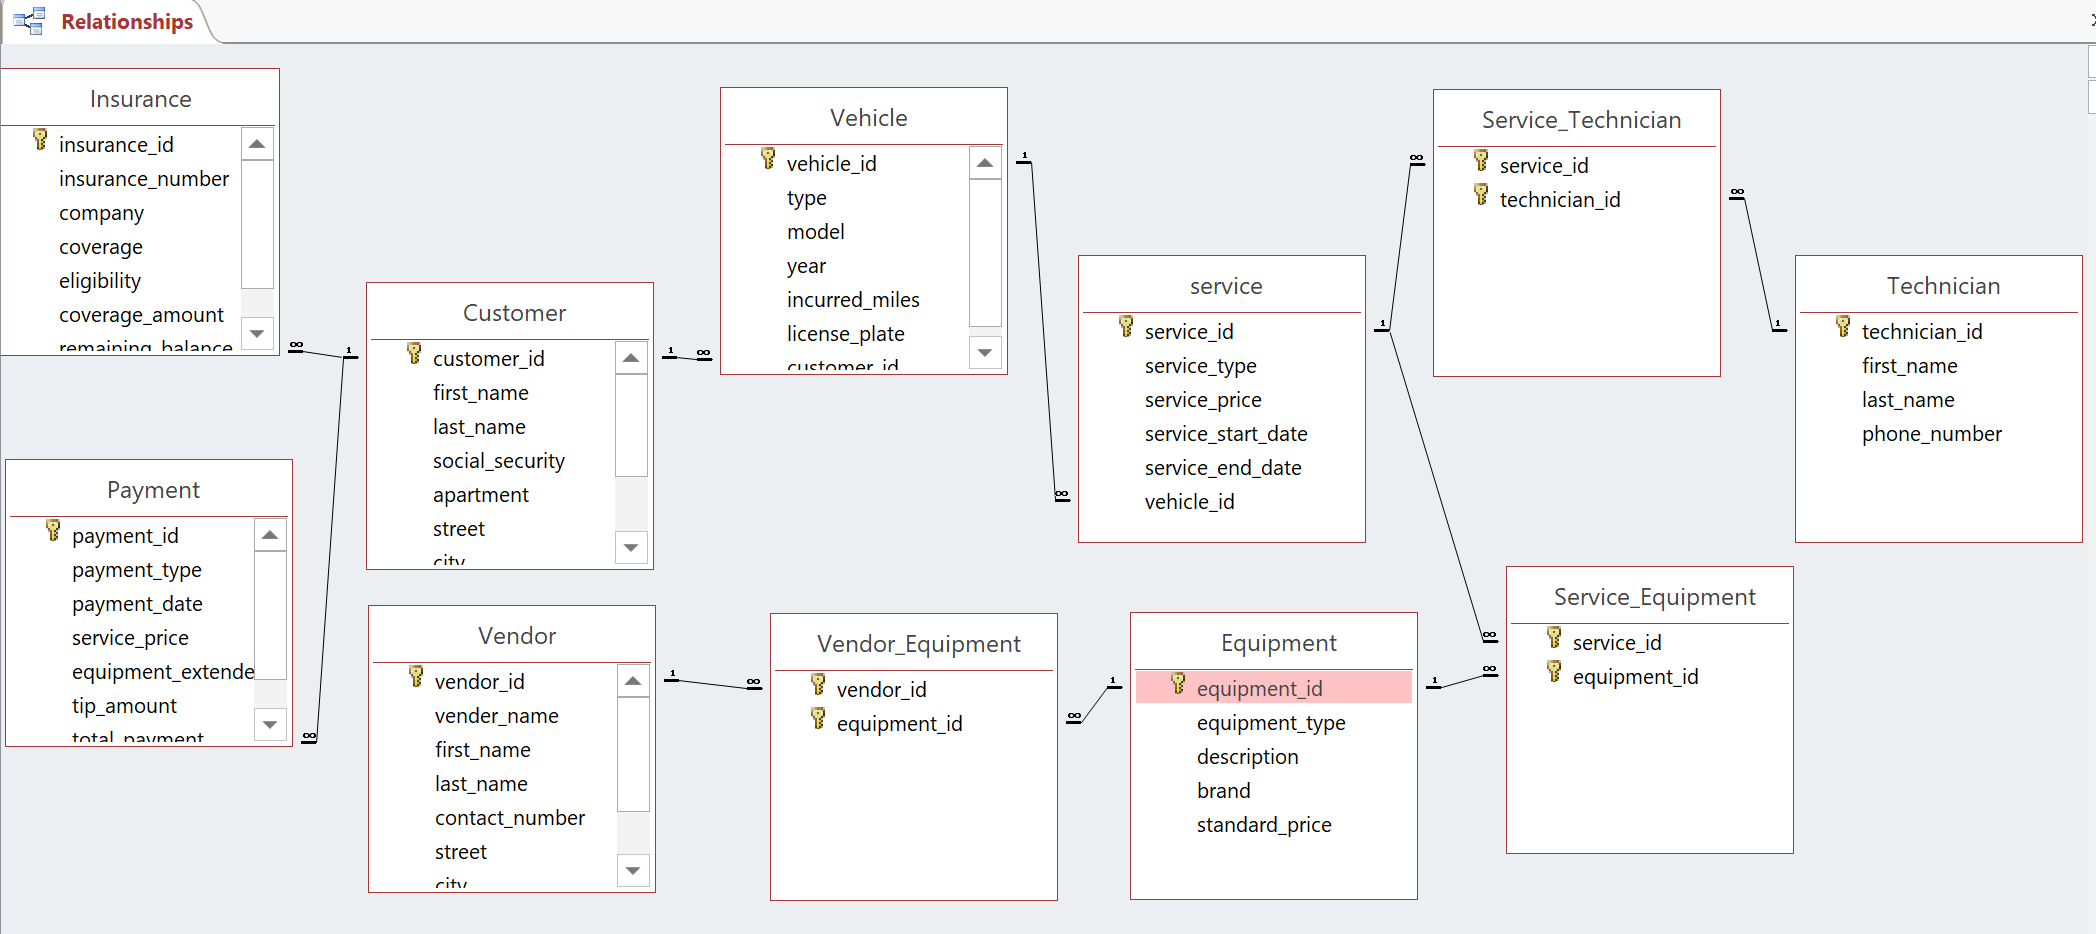 Relationships
Insurance
insurance_id
insurance_number
company
coverage
eligibility
coverage_amount
remaining_balance
Payment
payment_id
payment_type
payment_date
service_price
equipment_extende
tip_amount
total_payment
Customer
customer_id
first_name
last_name
social_security
apartment
street
city
Vendor
vendor_id
vender_name
first_name
last_name
contact_number
street
city
Vehicle
vehicle_id
type
model
year
incurred_miles
license_plate
customer_id
Vendor_Equipment
vendor_id
equipment_id
service
service_id
service_type
service_price
service_start_date
service_end_date
vehicle_id
Equipment
equipment_id
equipment_type
description
brand
standard_price
Service_Technician
service_id
technician_id
Service_Equipment
service_id
equipment_id
Technician
technician_id
first_name
last_name
phone_number
∞ 1
∞
1 ∞
1
∞
1
∞
∞
1
∞
1 ∞
∞ 1
1 ∞